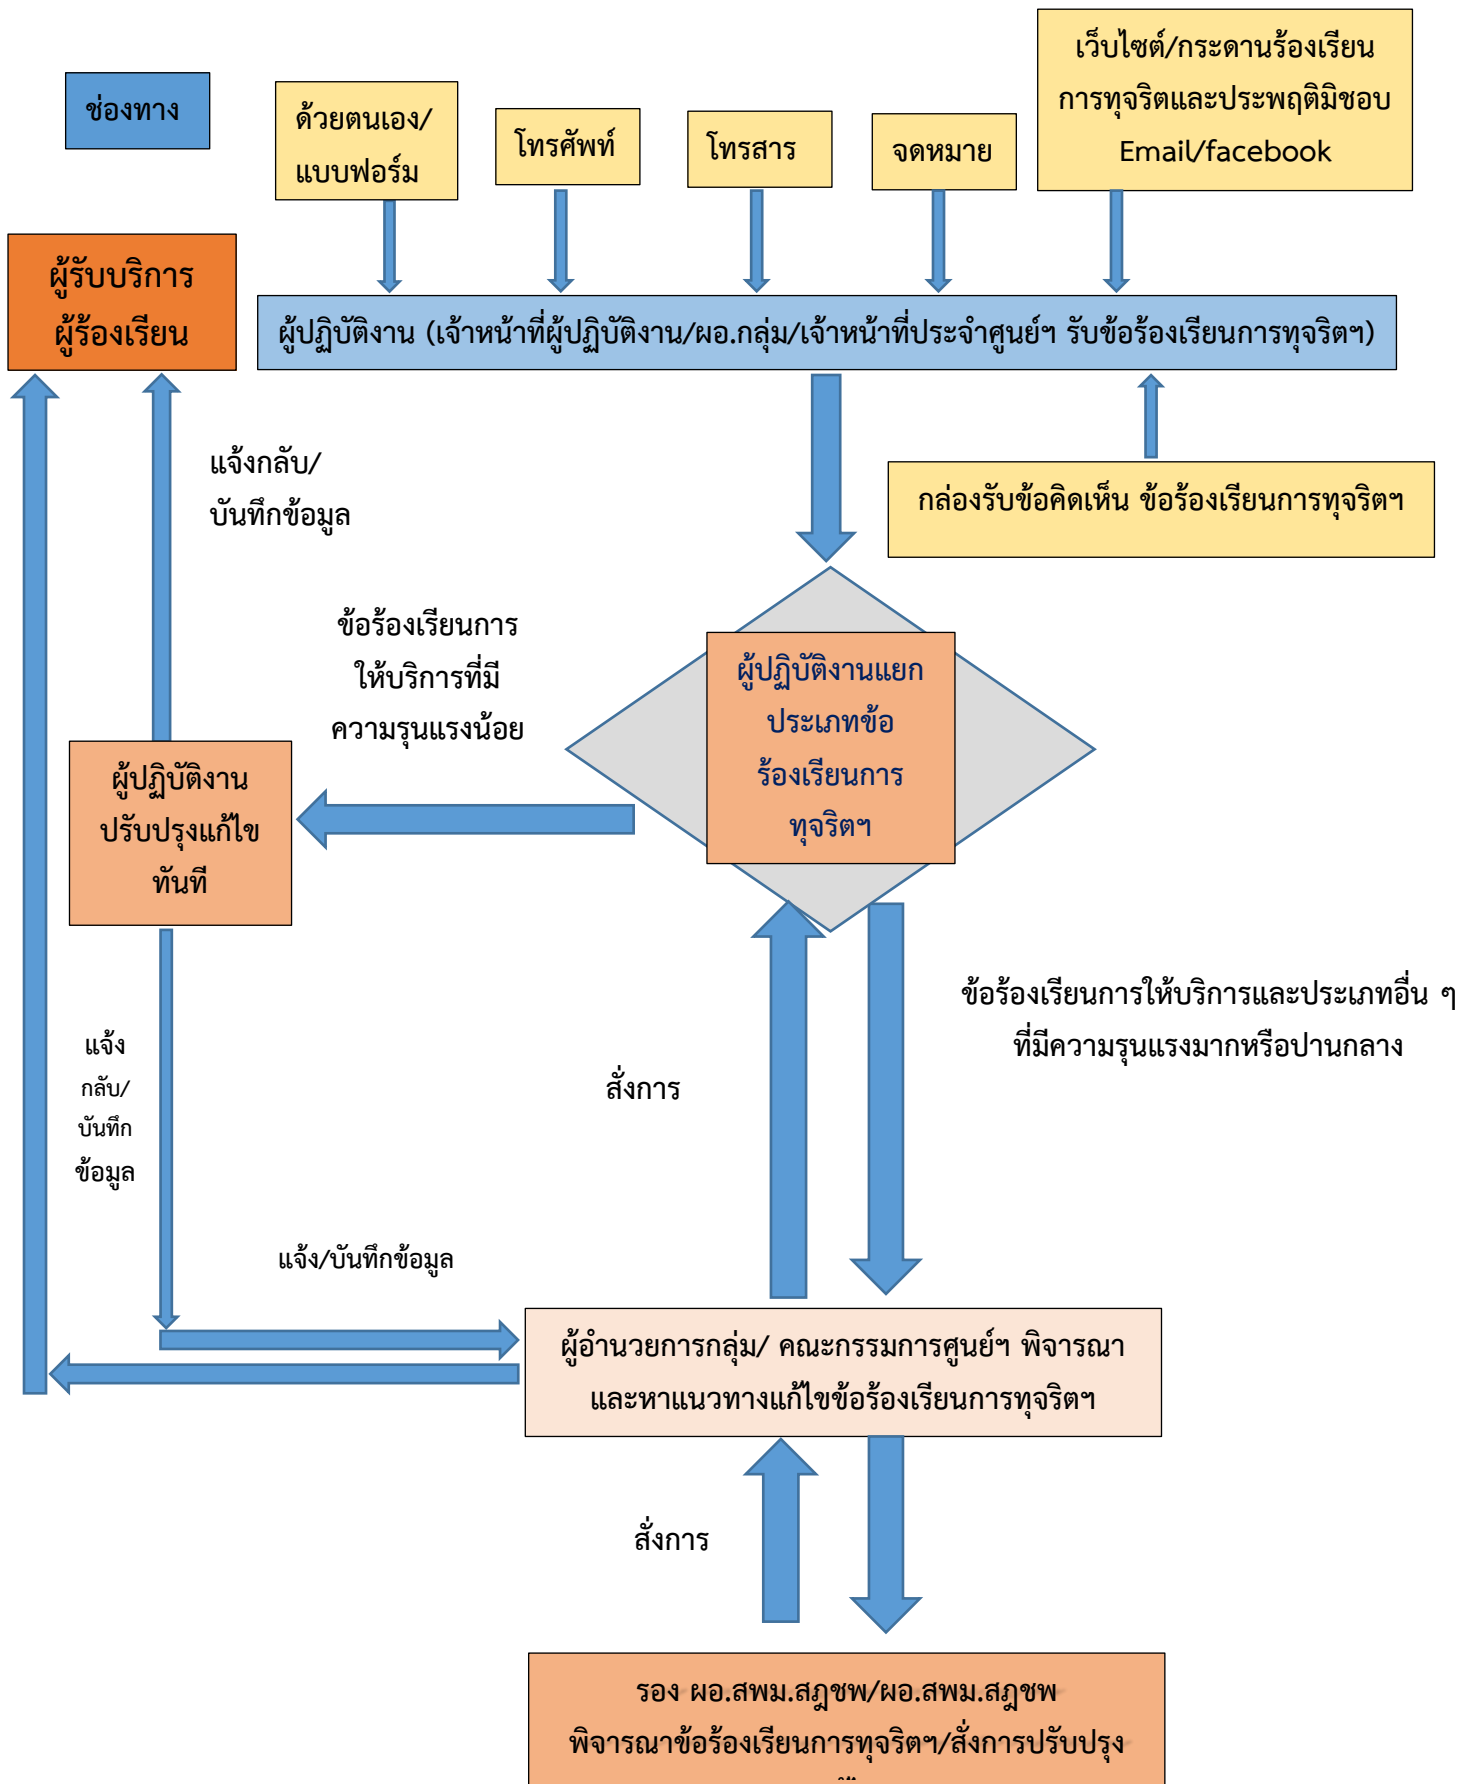 ช่องทาง
ด้วยตนเอง/
แบบฟอร์ม
โทรศัพท์
โทรสาร
จดหมาย
เว็บไซต์/กระดานร้องเรียน
การทุจริตและประพฤติมิชอบ
Email/facebook
ผู้รับบริการ
ผู้ร้องเรียน
ผู้ปฏิบัติงาน (เจ้าหน้าที่ผู้ปฏิบัติงาน/ผอ.กลุ่ม/เจ้าหน้าที่ประจำศูนย์ฯ รับข้อร้องเรียนการทุจริตฯ)
แจ้งกลับ/
บันทึกข้อมูล
กล่องรับข้อคิดเห็น ข้อร้องเรียนการทุจริตฯ
ข้อร้องเรียนการ
ให้บริการที่มี
ความรุนแรงน้อย
ผู้ปฏิบัติงานแยก
ประเภทข้อ
ร้องเรียนการ
ทุจริตฯ
ผู้ปฏิบัติงาน
ปรับปรุงแก้ไข
ทันที
ข้อร้องเรียนการให้บริการและประเภทอื่น ๆ
ที่มีความรุนแรงมากหรือปานกลาง
สั่งการ
แจ้ง
กลับ/
บันทึก
ข้อมูล
แจ้ง/บันทึกข้อมูล
ผู้อำนวยการกลุ่ม/ คณะกรรมการศูนย์ฯ พิจารณา
และหาแนวทางแก้ไขข้อร้องเรียนการทุจริตฯ
สั่งการ
รอง ผอ.สพม.สฎชพ/ผอ.สพม.สฎชพ
พิจารณาข้อร้องเรียนการทุจริตฯ/สั่งการปรับปรุง